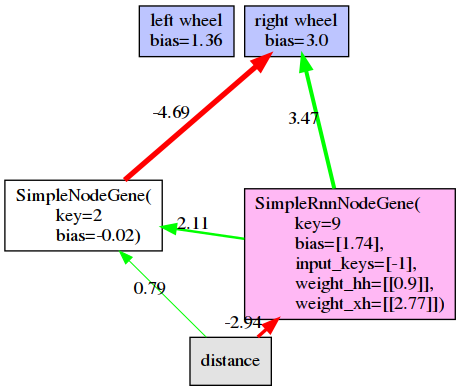 left wheel
bias=1.36
right wheel
bias=3.0
-4.69
3.47
SimpleNodeGene(
key=2
bias=-0.02)
2.11
SimpleRnnNodeGene(
key=9
bias=[1.74],
input_keys=[-1],
weight_hh=[[0.9]],
weight_xh=[[2.77]])
0.79
-2.94
distance